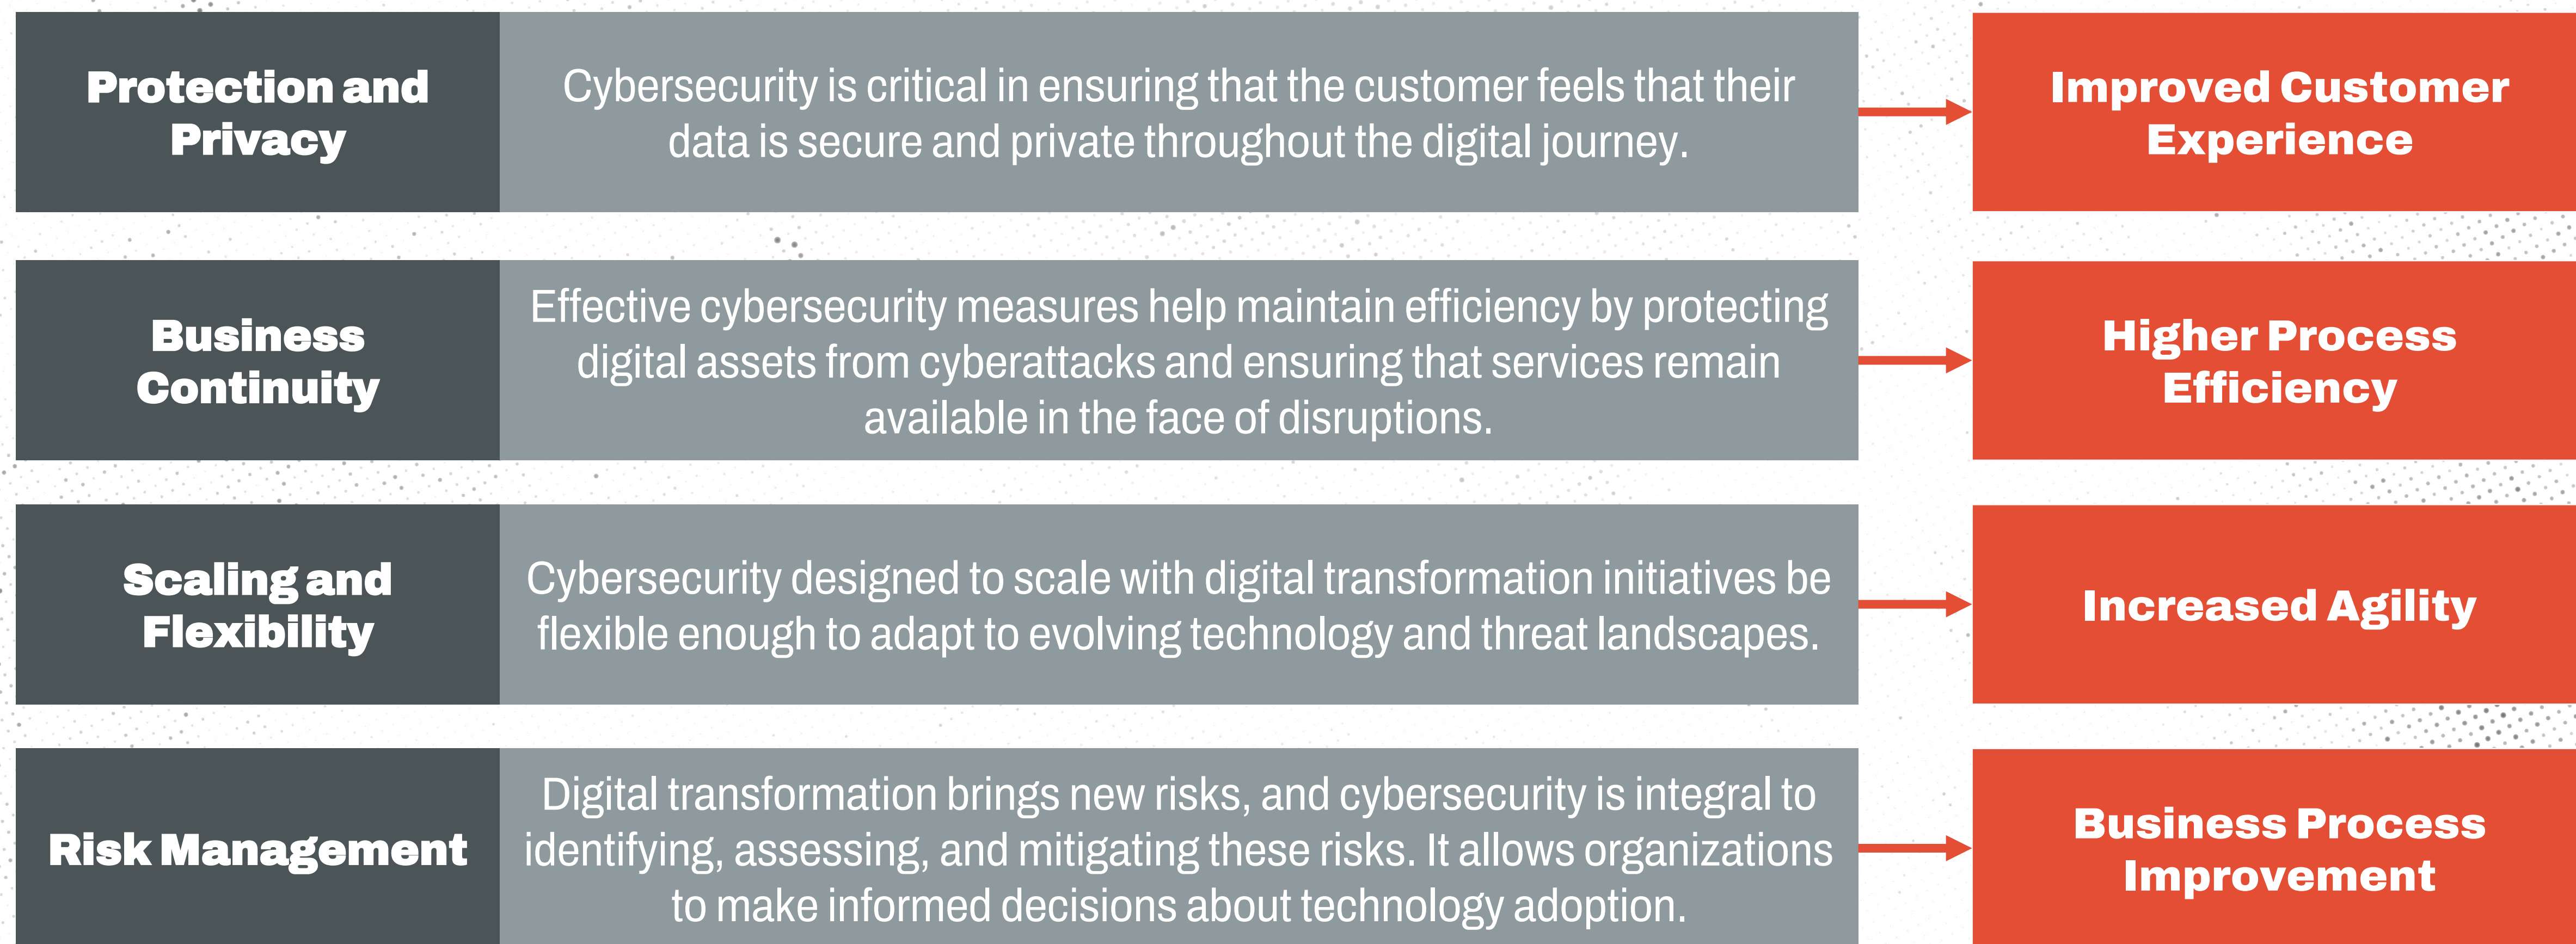 Protection and
Privacy
Cybersecurity is critical in ensuring that the customer feels that their
data is secure and private throughout the digital journey.
Improved Customer
Experience
Business
Continuity
Effective cybersecurity measures help maintain efficiency by protecting
digital assets from cyberattacks and ensuring that services remain
available in the face of disruptions.
Higher Process
Efficiency
Scaling and
Flexibility
Cybersecurity designed to scale with digital transformation initiatives be
flexible enough to adapt to evolving technology and threat landscapes.
Increased Agility
Risk Management
Digital transformation brings new risks, and cybersecurity is integral to
identifying, assessing, and mitigating these risks. It allows organizations
to make informed decisions about technology adoption.
Business Process
Improvement